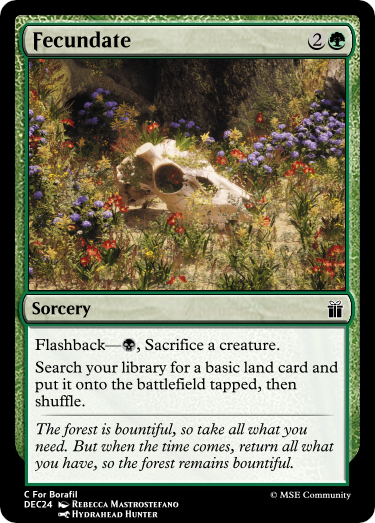 Fecundate 2
Sorcery
Flashback—, Sacrifice a creature.
Search your library for a basic land card and
put it onto the battlefield tapped, then
shuffle.
The forest is bountiful, so take all what you
need. But when the time comes, return all what
you have, so the forest remains bountiful.
C For Borafil
DEC24 Rebecca Mastrostefano
Hydrahead Hunter
© MSE Community